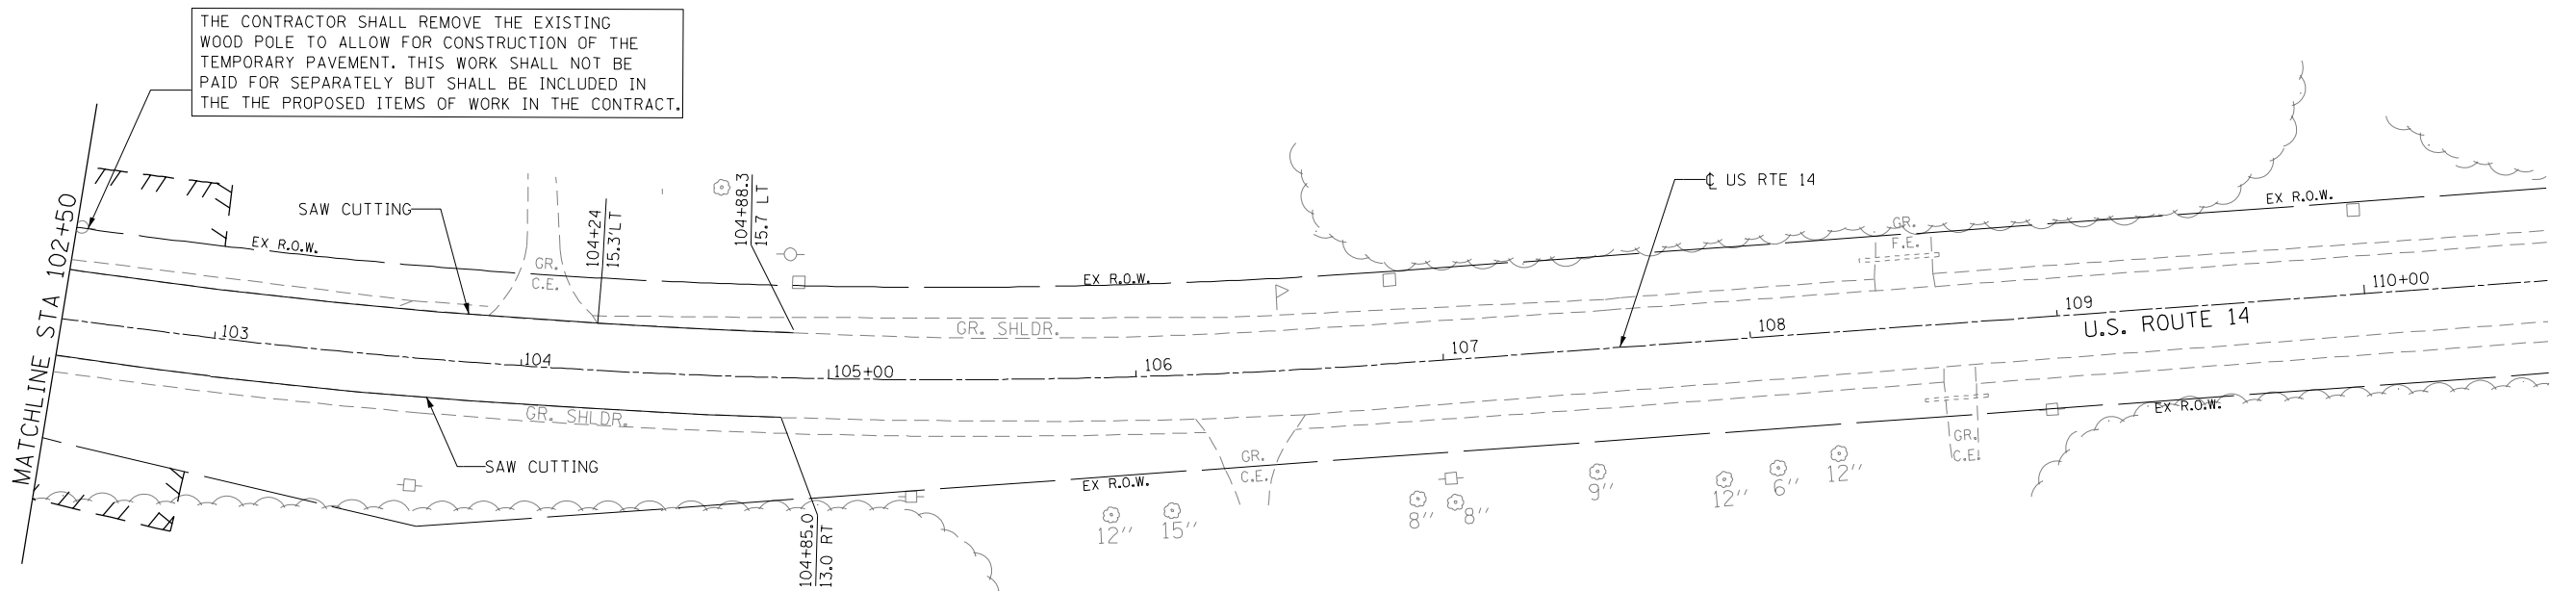 THE CONTRACTOR SHALL REMOVE THE EXISTING
WOOD POLE TO ALLOW FOR CONSTRUCTION OF THE
TEMPORARY PAVEMENT. THIS WORK SHALL NOT BE
PAID FOR SEPARATELY BUT SHALL BE INCLUDED IN
THE THE PROPOSED ITEMS OF WORK IN THE CONTRACT.
MATCHLINE STA 102+50
SAW CUTTING
EX R.O.W.
GR.
C.E.
104+24
15.3'LT
104+88.3
15.7 LT
EX R.O.W.
℄ US RTE 14
GR.
F.E.
EX R.O.W.
GR. SHLDR.
103
104
105+00
106
107
108
109
110+00
U.S. ROUTE 14
GR. SHLDR.
SAW CUTTING
104+85.0
13.0 RT
EX R.O.W.
GR.
C.E.
GR.
C.E.
EX R.O.W.
12''
15''
8''
8''
9''
12''
6''
12''